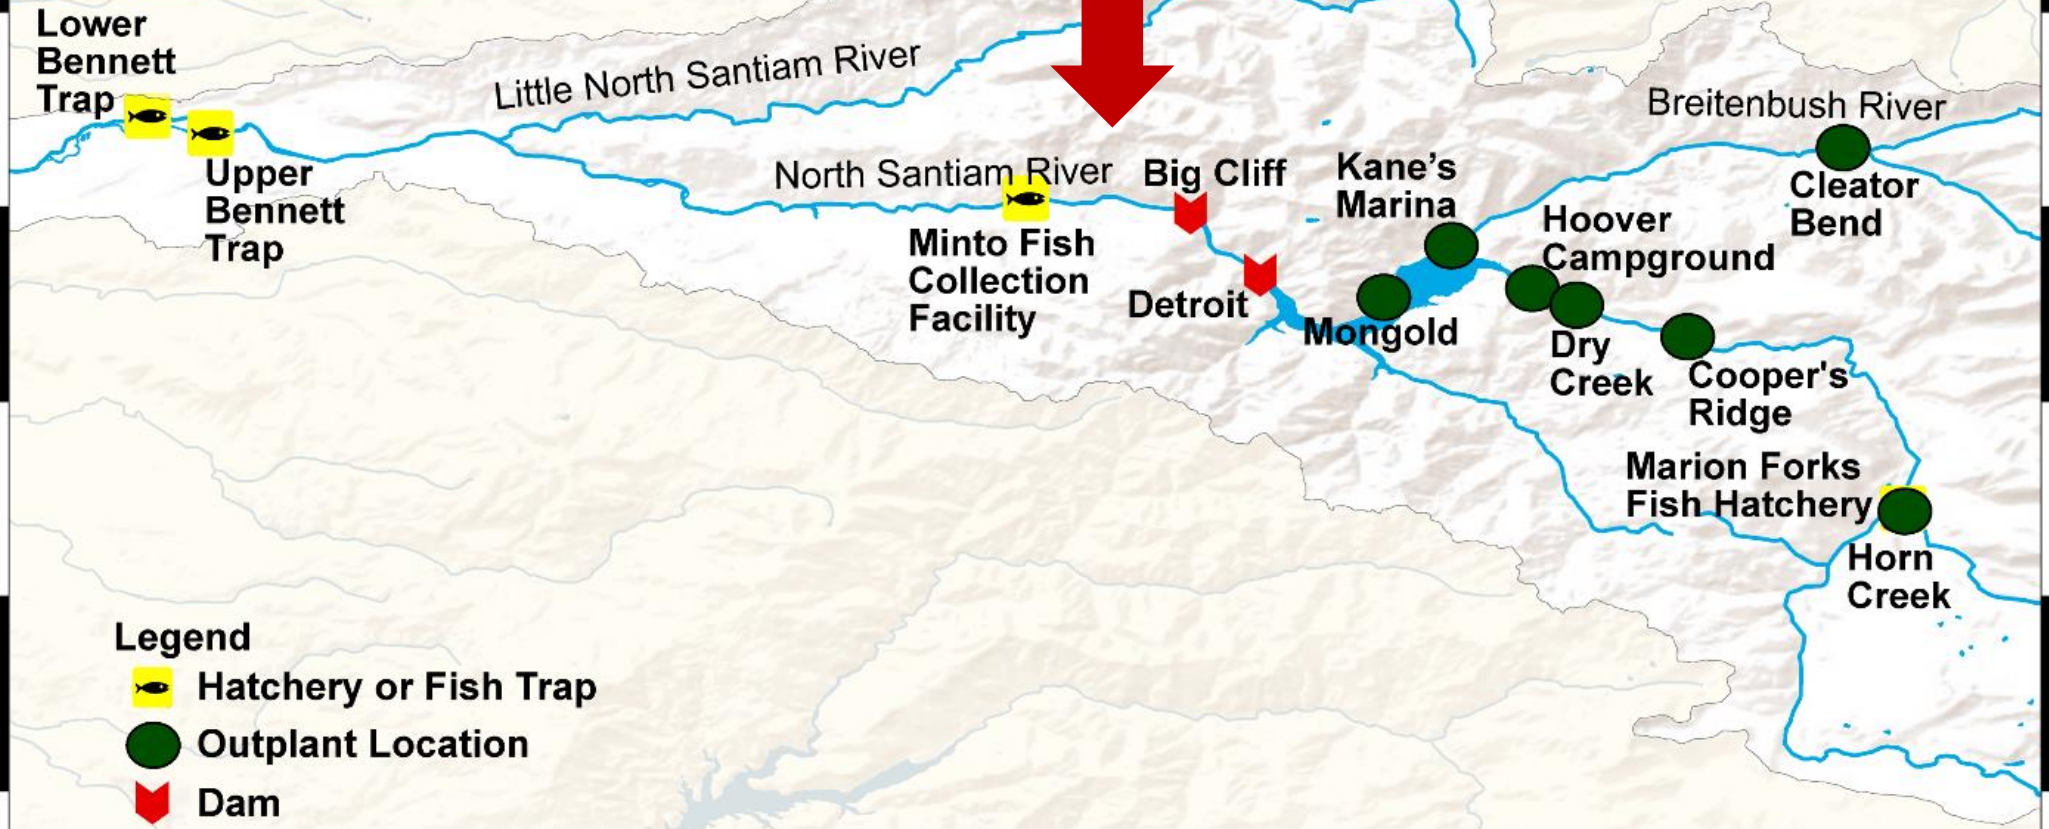 Lower
Bennett
Trap
Upper
Bennett
Trap
Little North Santiam River
North Santiam River
Minto Fish
Collection
Facility
Big Cliff
Detroit
Kane’s
Marina
Mongold
Hoover
Campground
Dry
Creek
Cooper's
Ridge
Breitenbush River
Cleator
Bend
Marion Forks
Fish Hatchery
Horn
Creek
Legend
Hatchery or Fish Trap
Outplant Location
Dam